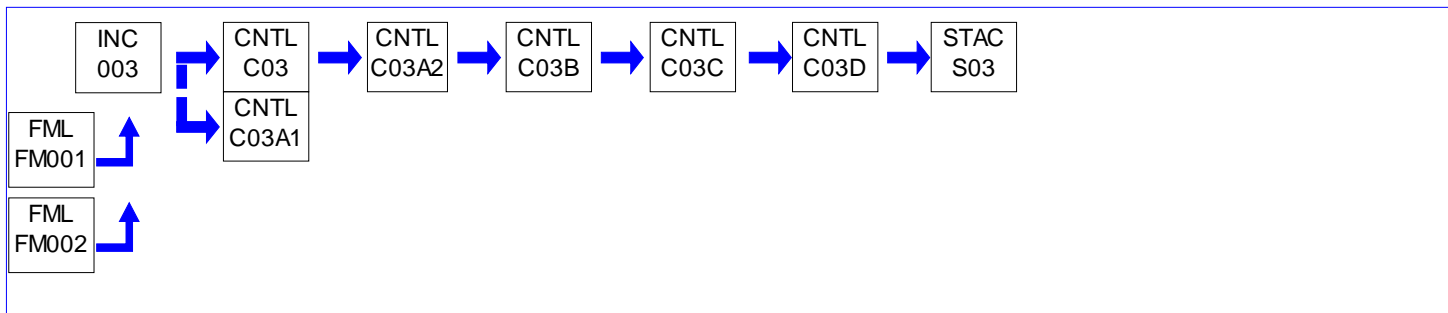 INC
003
CNTL
C03
CNTL
C03A2
CNTL
C03B
CNTL
C03C
CNTL
C03D
STAC
S03
CNTL
C03A1
FML
FM001
FML
FM002